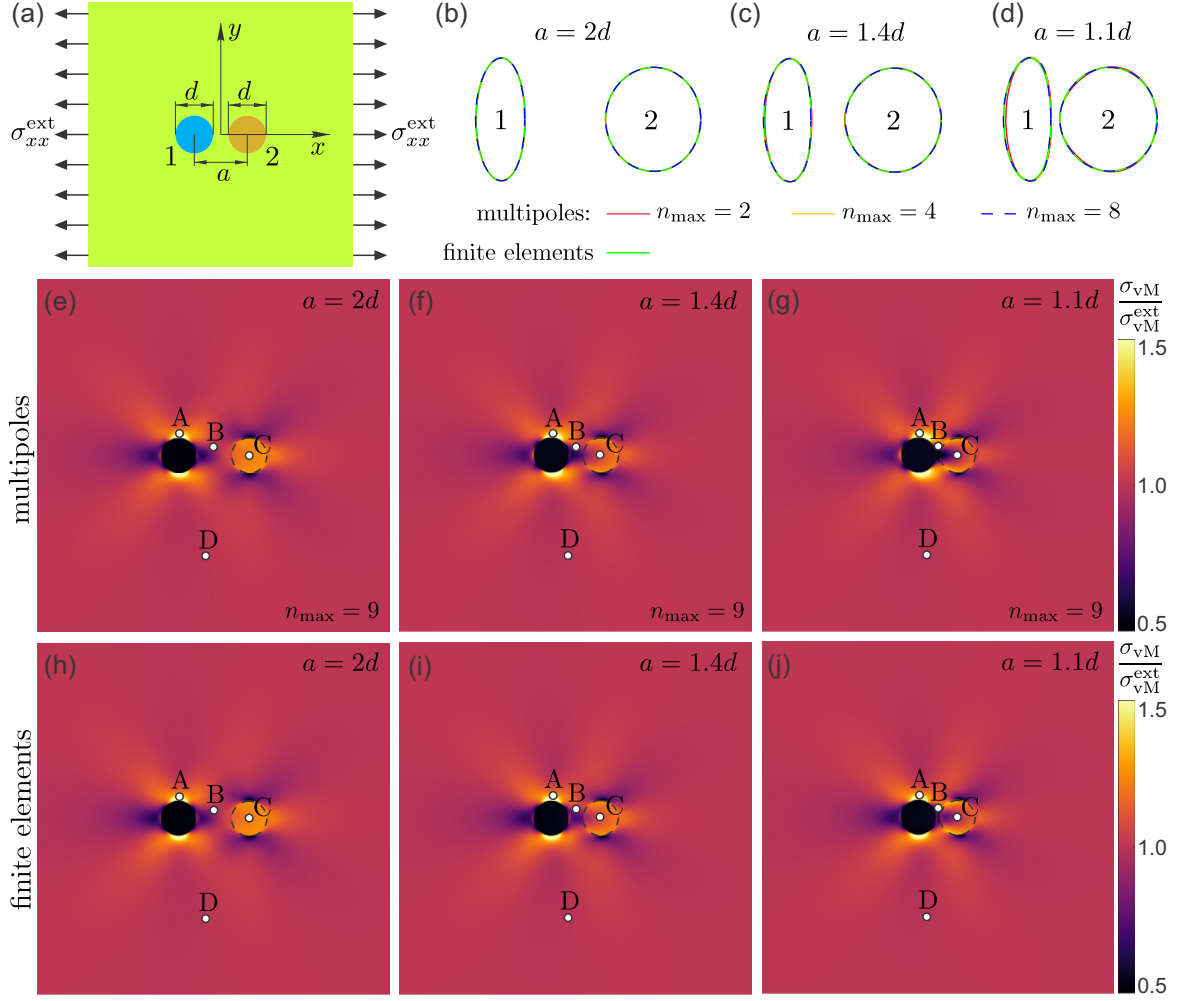 (a)
y
d d
σ_xx^ext σ_xx^ext
1 2 x
a
(b) (c) (d)
a = 2d a = 1.4d a = 1.1d
1 2 1 2 1 2
multipoles: n_max = 2 n_max = 4 n_max = 8
finite elements
multipoles
(e) a = 2d
A
B
C
D
n_max = 9
(f) a = 1.4d
A
B
C
D
n_max = 9
(g) a = 1.1d
A
B
C
D
n_max = 9
σ_vM
σ_vM^ext
1.5
1.0
0.5
finite elements
(h) a = 2d
A
B
C
D
(i) a = 1.4d
A
B
C
D
(j) a = 1.1d
A
B
C
D
σ_vM
σ_vM^ext
1.5
1.0
0.5